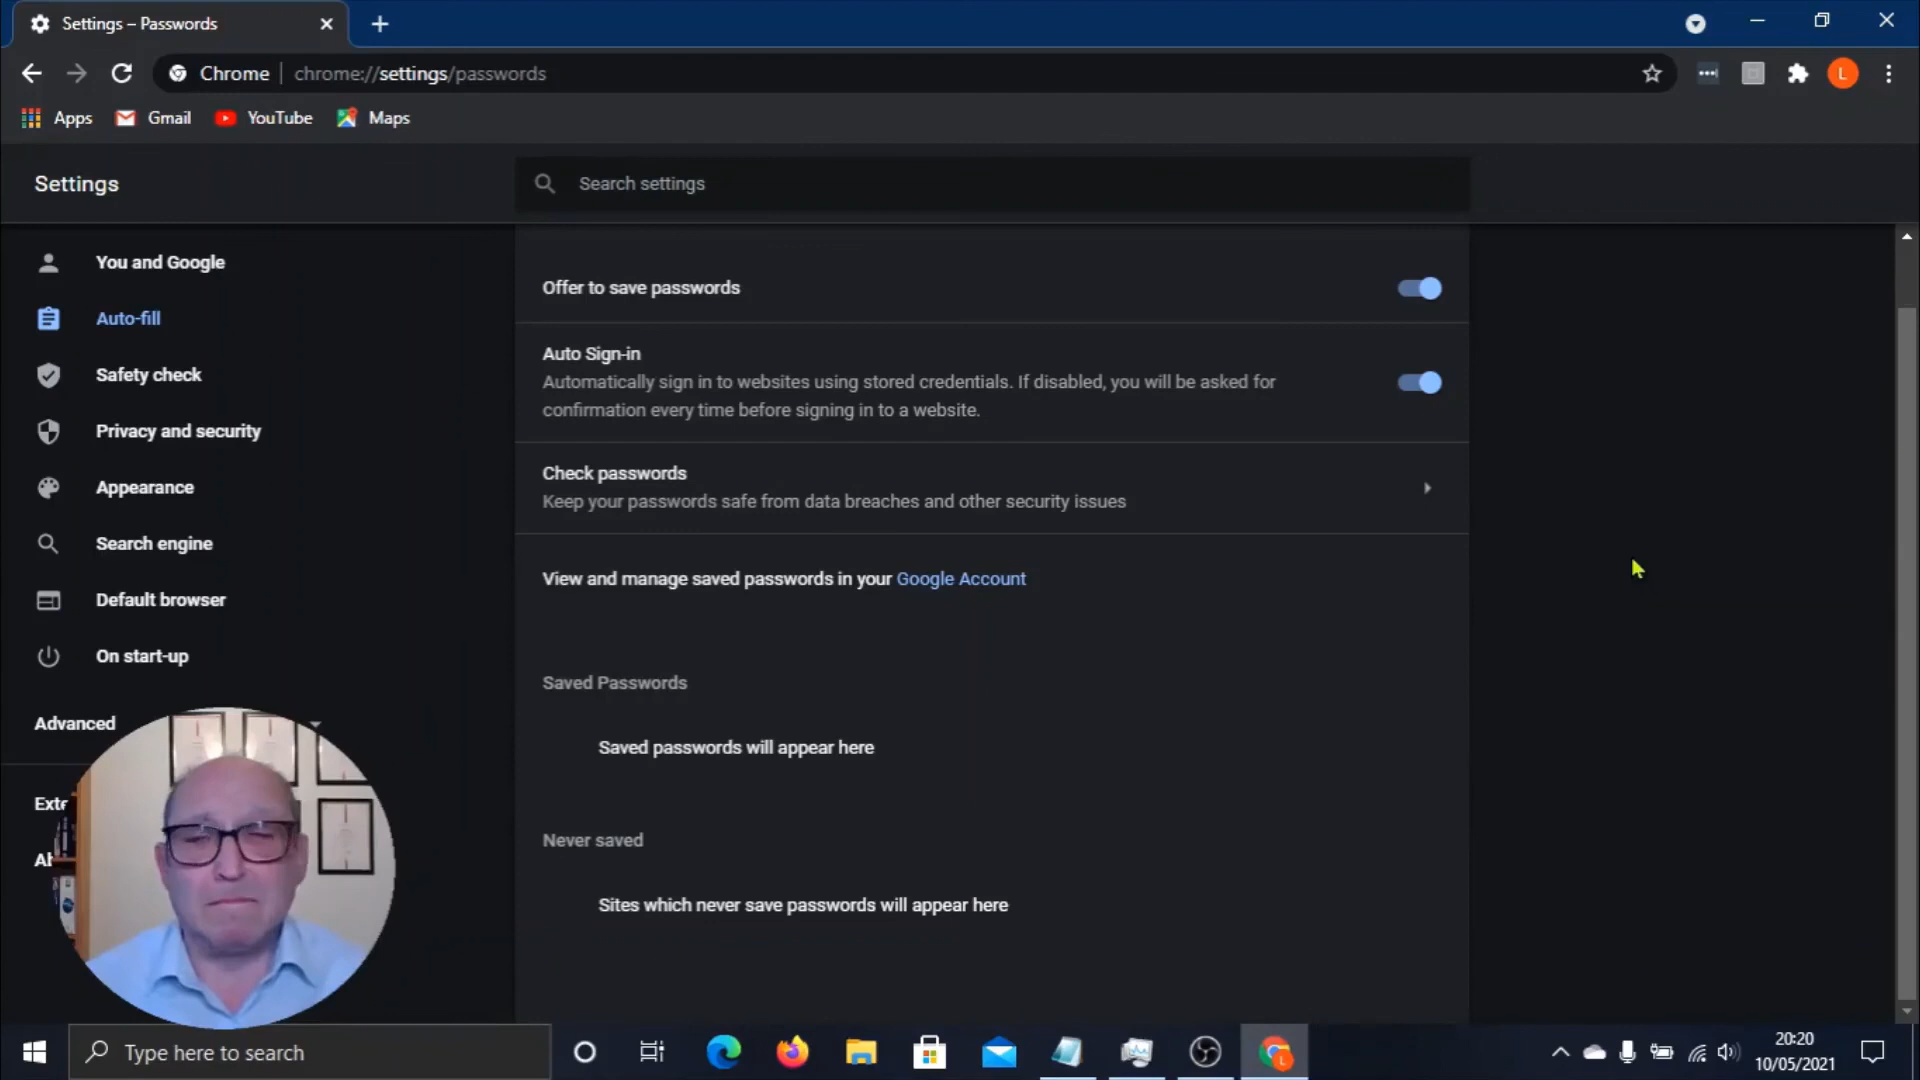 Settings – Passwords
Chrome
chrome://settings/passwords
L
Apps
Gmail
YouTube
Maps
Settings
Search settings
You and Google
Auto-fill
Safety check
Privacy and security
Appearance
Search engine
Default browser
On start-up
Advanced
Offer to save passwords
Auto Sign-in
Automatically sign in to websites using stored credentials. If disabled, you will be asked for
confirmation every time before signing in to a website.
Check passwords
Keep your passwords safe from data breaches and other security issues
View and manage saved passwords in your Google Account
Saved Passwords
Saved passwords will appear here
Never saved
Sites which never save passwords will appear here
Type here to search
L
20:20
10/05/2021